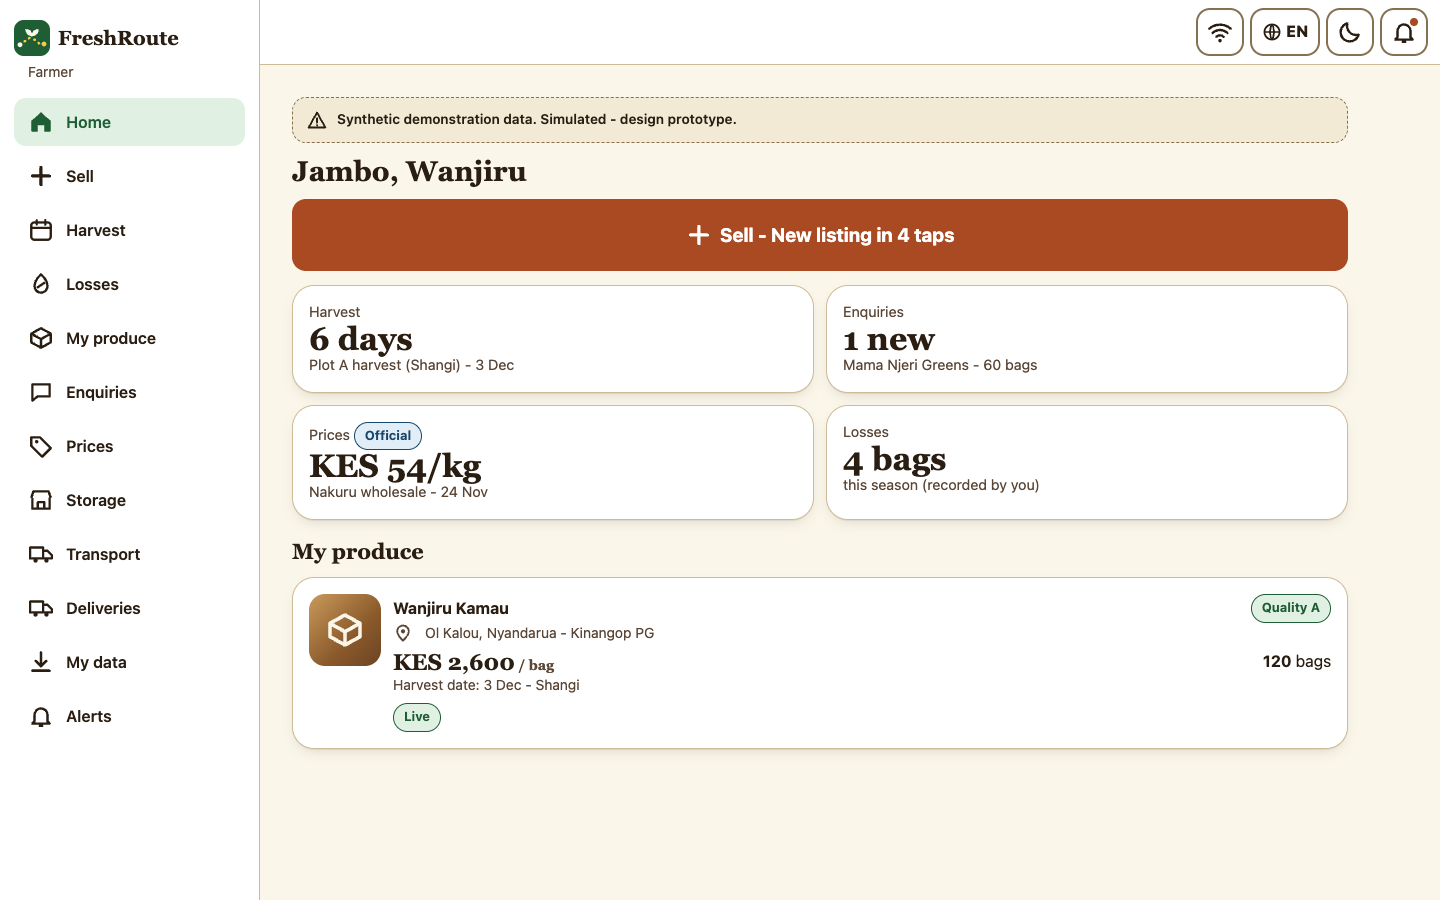 FreshRoute
Farmer
Home
Sell
Harvest
Losses
My produce
Enquiries
Prices
Storage
Transport
Deliveries
My data
Alerts
EN
Synthetic demonstration data. Simulated - design prototype.
Jambo, Wanjiru
Sell - New listing in 4 taps
Harvest
6 days
Plot A harvest (Shangi) - 3 Dec
Enquiries
1 new
Mama Njeri Greens - 60 bags
Prices Official
KES 54/kg
Nakuru wholesale - 24 Nov
Losses
4 bags
this season (recorded by you)
My produce
Wanjiru Kamau
Quality A
Ol Kalou, Nyandarua - Kinangop PG
KES 2,600 / bag
120 bags
Harvest date: 3 Dec - Shangi
Live